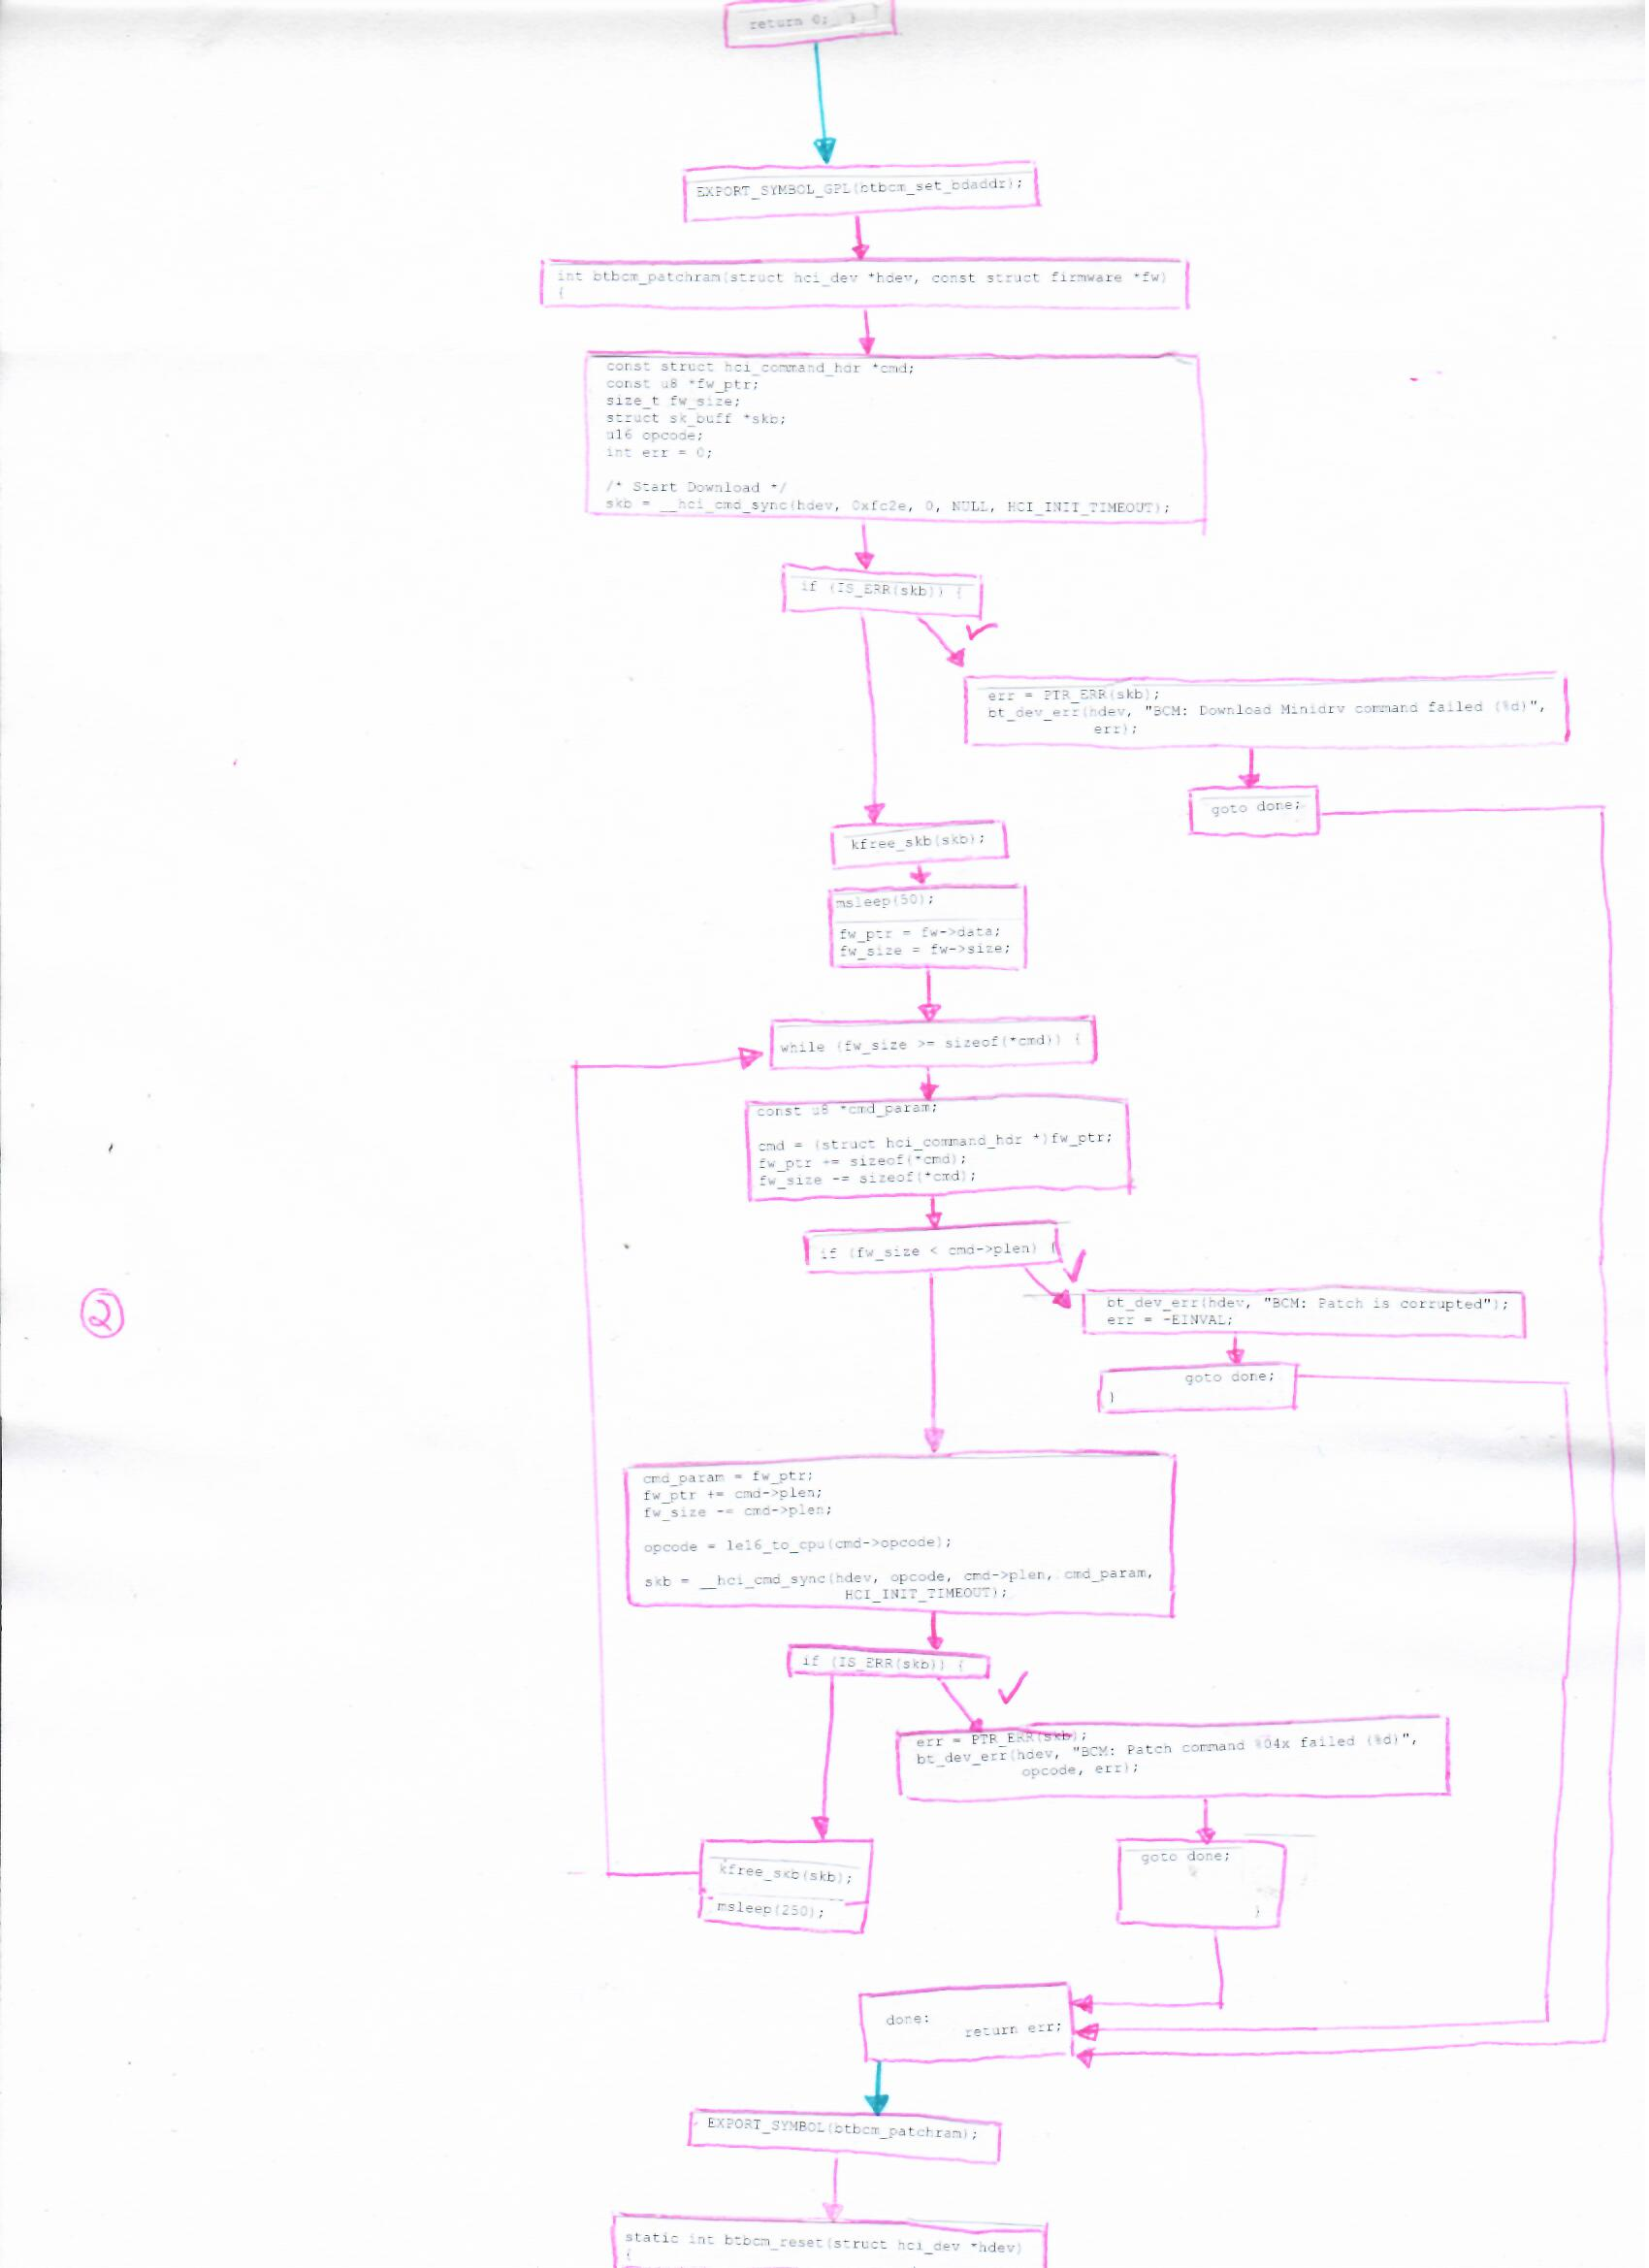 return 0; }
EXPORT_SYMBOL_GPL(btbcm_set_bdaddr);
int btbcm_patchram(struct hci_dev *hdev, const struct firmware *fw)
{
const struct hci_command_hdr *cmd;
const u8 *fw_ptr;
size_t fw_size;
struct sk_buff *skb;
u16 opcode;
int err = 0;
/* Start Download */
skb = __hci_cmd_sync(hdev, 0xfc2e, 0, NULL, HCI_INIT_TIMEOUT);
if (IS_ERR(skb)) {
err = PTR_ERR(skb);
bt_dev_err(hdev, "BCM: Download Minidrv command failed (%d)",
err);
goto done;
kfree_skb(skb);
msleep(50);
fw_ptr = fw->data;
fw_size = fw->size;
while (fw_size >= sizeof(*cmd)) {
const u8 *cmd_param;
cmd = (struct hci_command_hdr *)fw_ptr;
fw_ptr += sizeof(*cmd);
fw_size -= sizeof(*cmd);
if (fw_size < cmd->plen) {
bt_dev_err(hdev, "BCM: Patch is corrupted");
err = -EINVAL;
2
goto done;
}
cmd_param = fw_ptr;
fw_ptr += cmd->plen;
fw_size -= cmd->plen;
opcode = le16_to_cpu(cmd->opcode);
skb = __hci_cmd_sync(hdev, opcode, cmd->plen, cmd_param,
HCI_INIT_TIMEOUT);
if (IS_ERR(skb)) {
err = PTR_ERR(skb);
bt_dev_err(hdev, "BCM: Patch command %04x failed (%d)",
opcode, err);
goto done;
}
kfree_skb(skb);
msleep(250);
done:
return err;
EXPORT_SYMBOL(btbcm_patchram);
static int btbcm_reset(struct hci_dev *hdev)
{